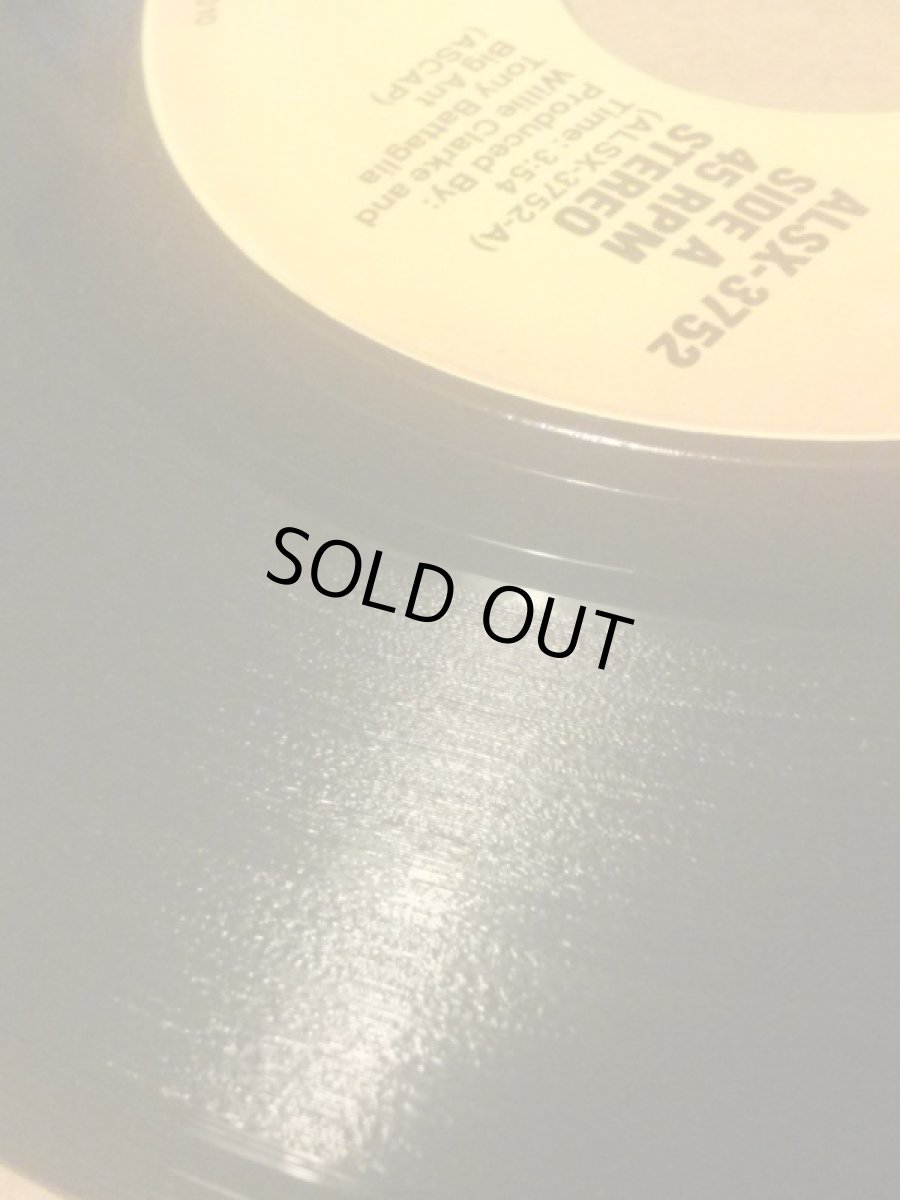 ALSX-3752
SIDE A
45 RPM
STEREO
(ALSX-3752-A)
Time: 3:54
Produced By:
Willie Clarke and
Tony Battaglia
Big Ant
(ASCAP)
SOLD OUT